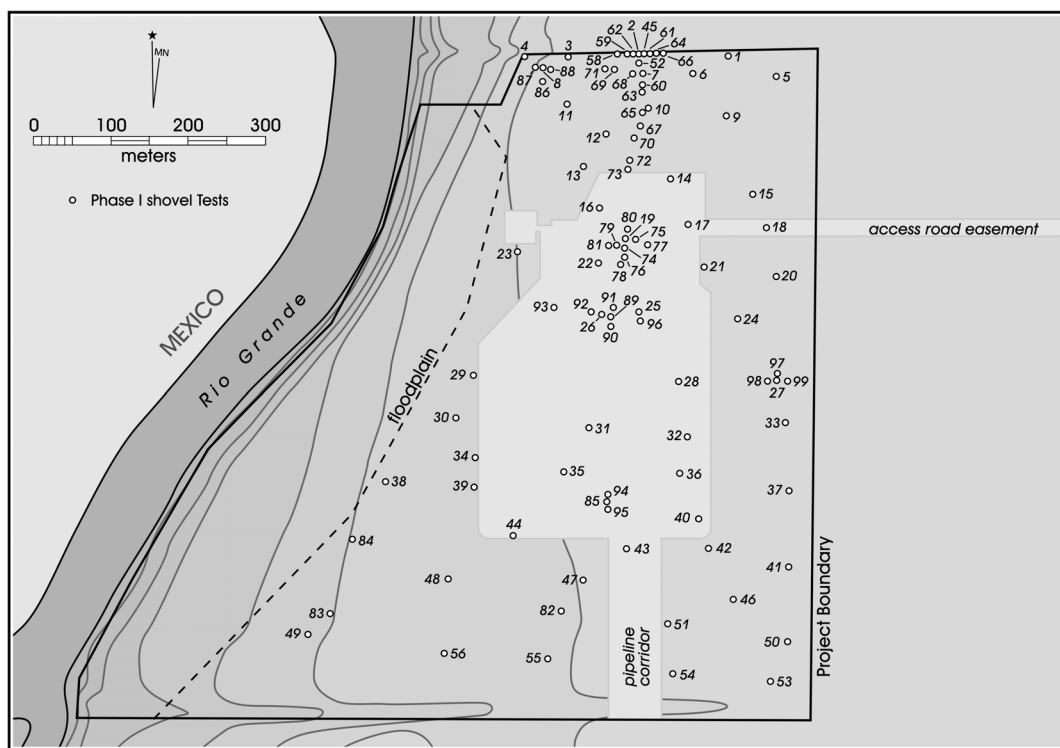 MN
0 100 200 300
meters
Phase I shovel Tests
MEXICO
Rio Grande
floodplain
access road easement
pipeline
corridor
Project Boundary
62 2 45 61
59 64
4 3 58 52 66 1
87 8 88 71 7 6 5
86 69 68 60
63
11 65 10 9
12 67
70
13 72
73 14
16 15
80 19 17 18
79 75
81 77
23 22 74
78 76 21 20
91 89
93 92 25 24
26 96
90
97
29 28 98 99
27
30 31 32 33
34 35 36
38 39 94 37
85
95 40
44
84 43 42
48 47 41
83 82 46
49 51 50
56 55
54 53